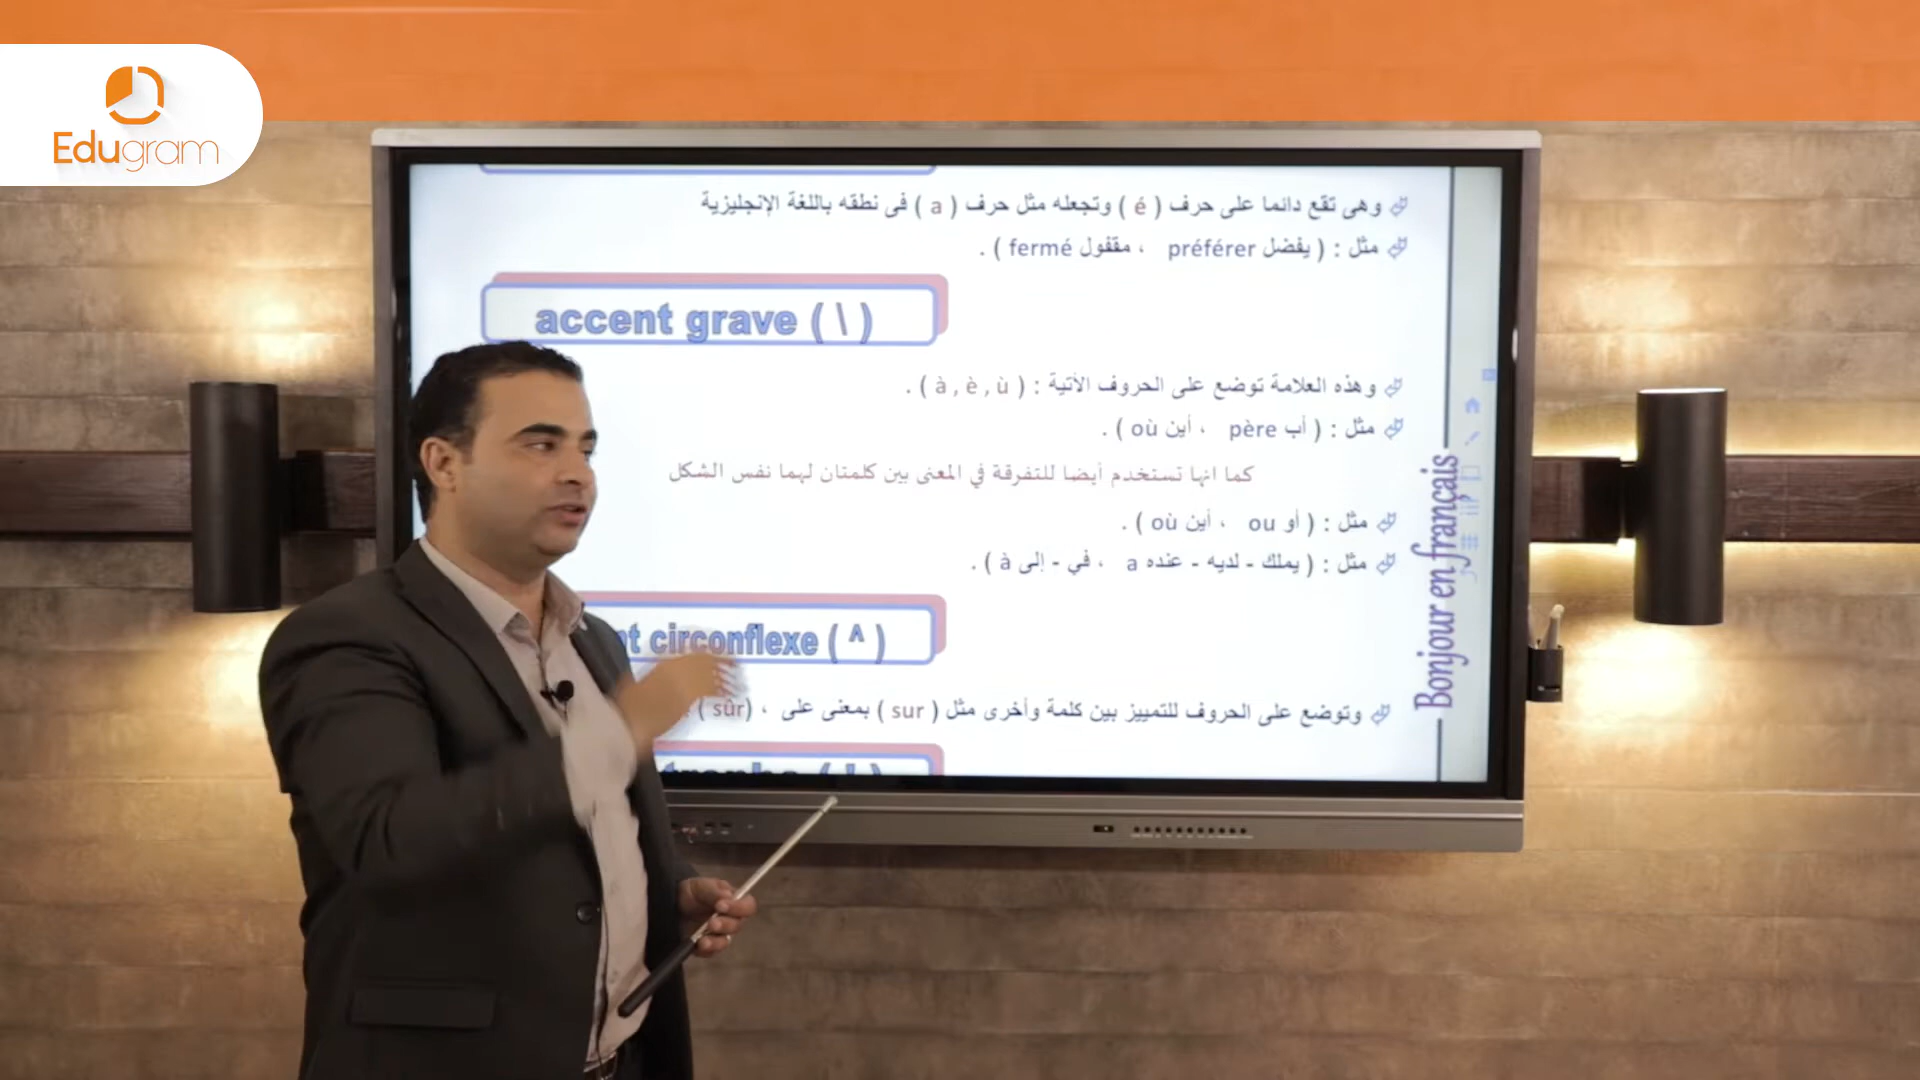 Edugram
وهى تقع دائما على حرف ( é ) وتجعله مثل حرف ( a ) فى نطقه باللغة الإنجليزية
مثل : ( يفضل préférer ، مقفول fermé ) .
accent grave ( \ )
وهذه العلامة توضع على الحروف الأتية : ( à , è , ù ) .
مثل : ( أب père ، أين où ) .
كما انها تستخدم أيضا للتفرقة في المعنى بين كلمتان لهما نفس الشكل
مثل : ( أو ou ، أين où ) .
مثل : ( يملك - لديه - عنده a ، في - إلى à ) .
circonflexe ( ^ )
وتوضع على الحروف للتمييز بين كلمة وأخرى مثل ( sur ) بمعنى على ، (sûr )
Bonjour en français